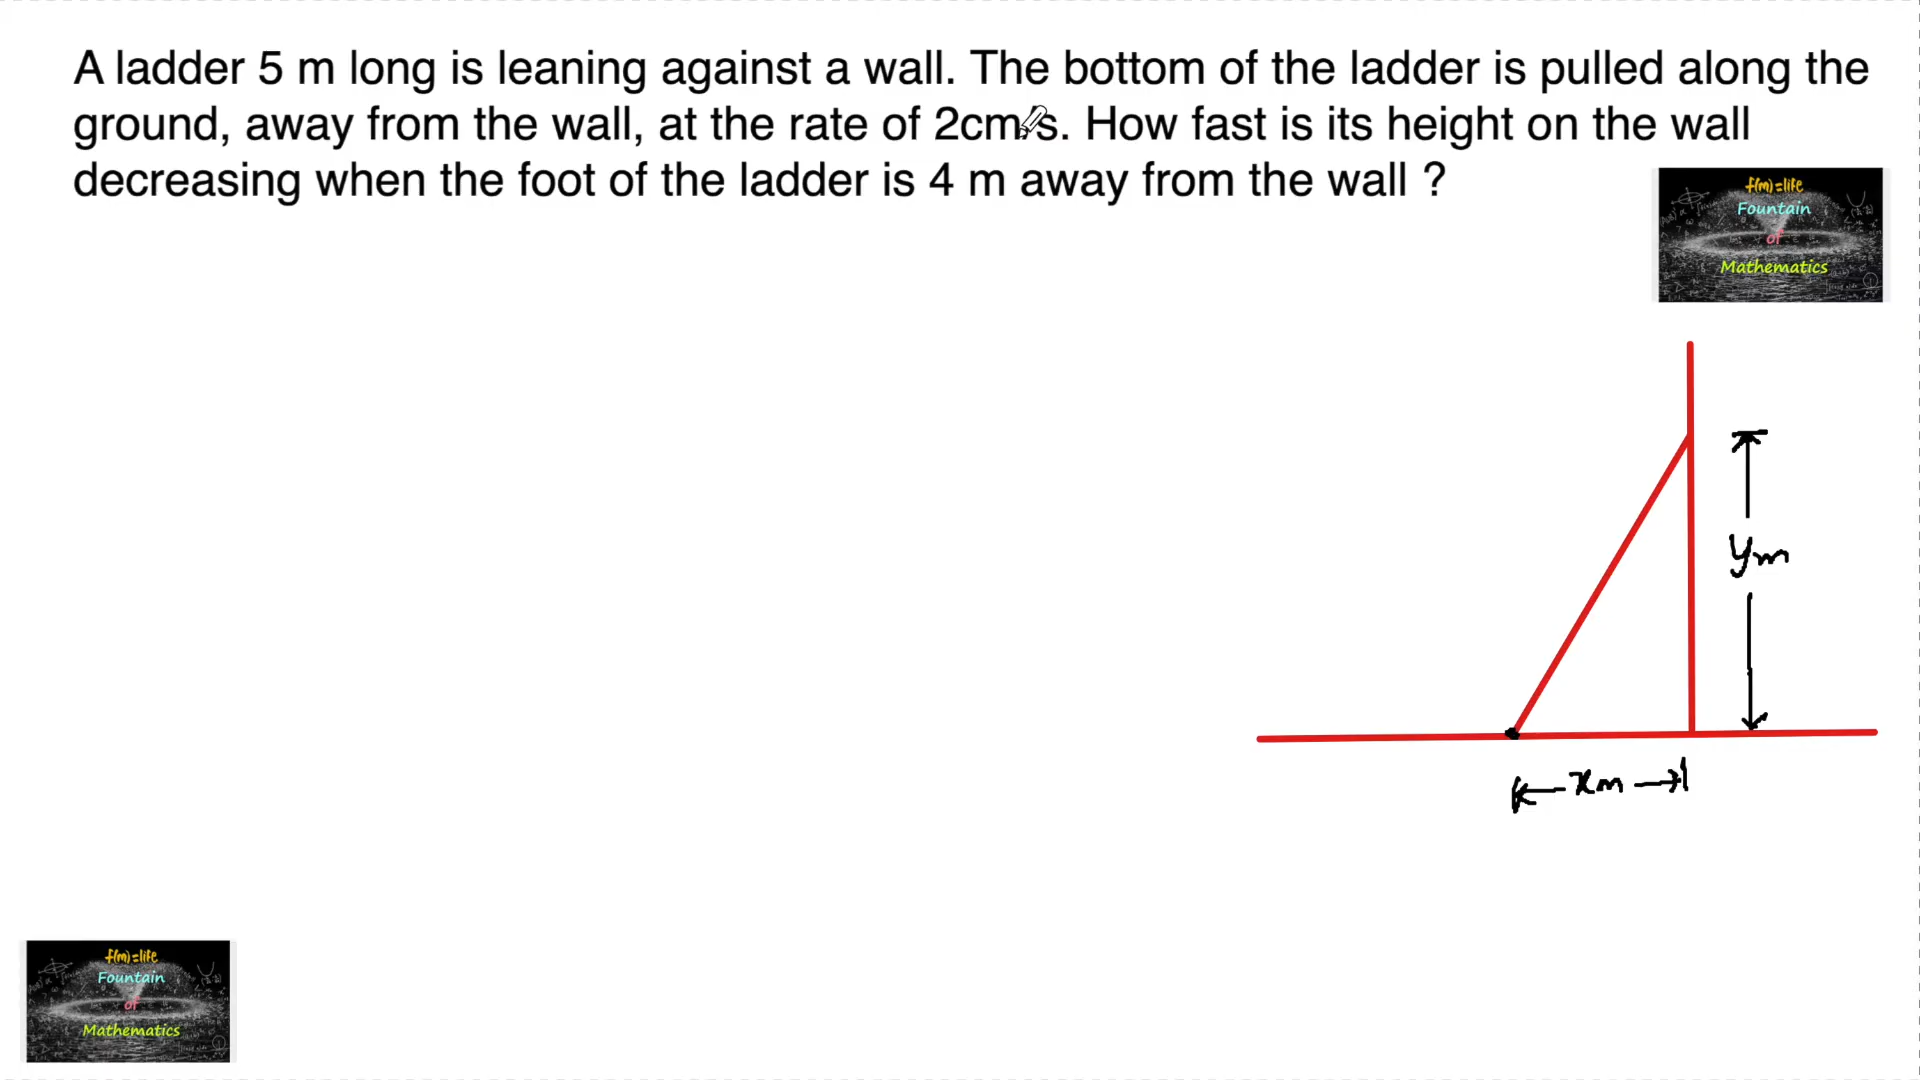 A ladder 5 m long is leaning against a wall. The bottom of the ladder is pulled along the
ground, away from the wall, at the rate of 2cm/s. How fast is its height on the wall
decreasing when the foot of the ladder is 4 m away from the wall ?
f(m)=life
Fountain
of
Mathematics
ym
xm
f(m)=life
Fountain
of
Mathematics